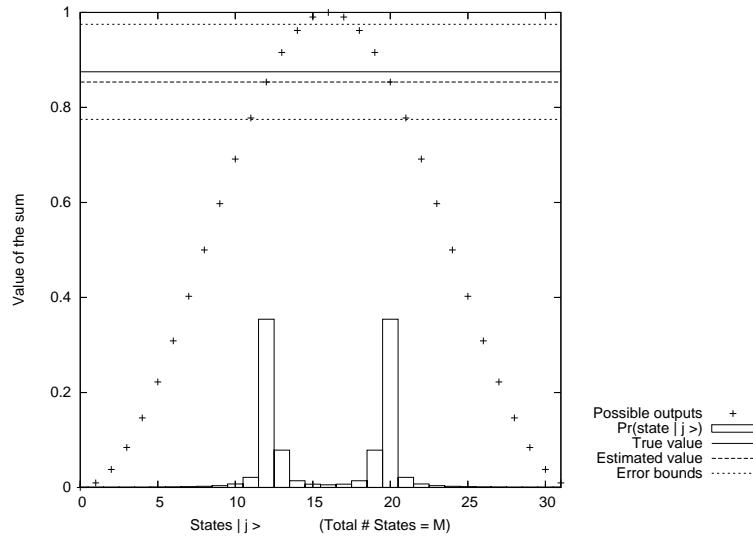 1
0.8
0.6
0.4
0.2
0
Value of the sum
0 5 10 15 20 25 30
States | j > (Total # States = M)
Possible outputs
Pr(state | j >)
True value
Estimated value
Error bounds